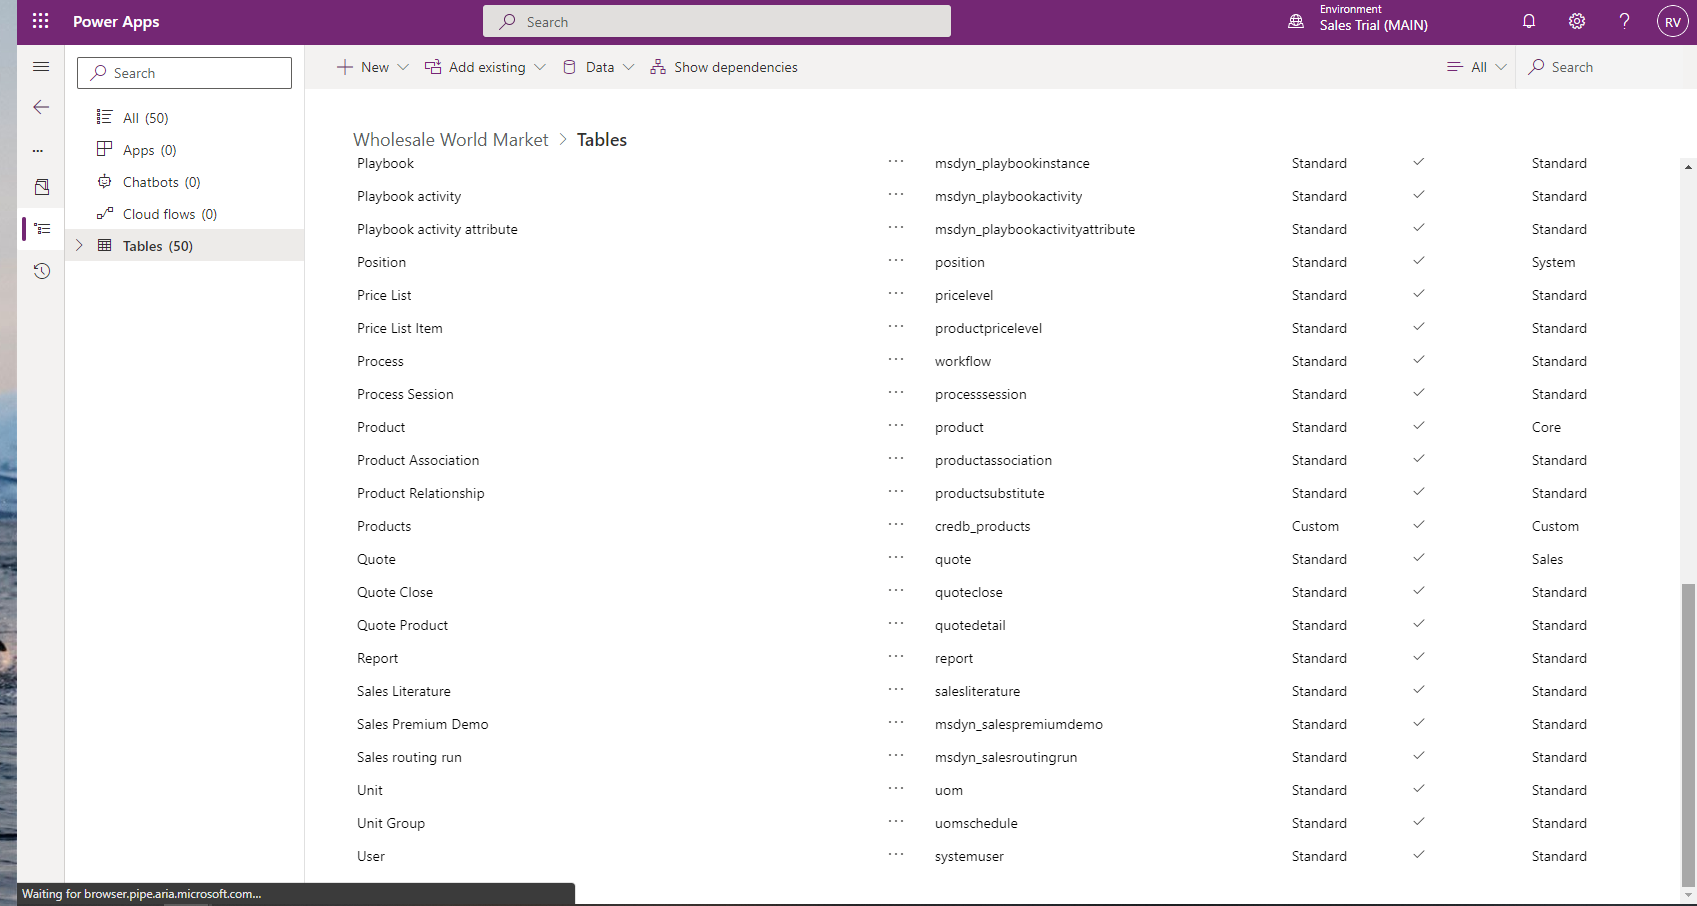 Power Apps
Search
Environment
Sales Trial (MAIN)
?
RV
Search
New
Add existing
Data
Show dependencies
All
Search
All (50)
Apps (0)
Chatbots (0)
Cloud flows (0)
Tables (50)
Wholesale World Market > Tables
Playbook ... msdyn_playbookinstance Standard Standard
Playbook activity ... msdyn_playbookactivity Standard Standard
Playbook activity attribute ... msdyn_playbookactivityattribute Standard Standard
Position ... position Standard System
Price List ... pricelevel Standard Standard
Price List Item ... productpricelevel Standard Standard
Process ... workflow Standard Standard
Process Session ... processsession Standard Standard
Product ... product Standard Core
Product Association ... productassociation Standard Standard
Product Relationship ... productsubstitute Standard Standard
Products ... credb_products Custom Custom
Quote ... quote Standard Sales
Quote Close ... quoteclose Standard Standard
Quote Product ... quotedetail Standard Standard
Report ... report Standard Standard
Sales Literature ... salesliterature Standard Standard
Sales Premium Demo ... msdyn_salespremiumdemo Standard Standard
Sales routing run ... msdyn_salesroutingrun Standard Standard
Unit ... uom Standard Standard
Unit Group ... uomschedule Standard Standard
User ... systemuser Standard Standard
Waiting for browser.pipe.aria.microsoft.com...